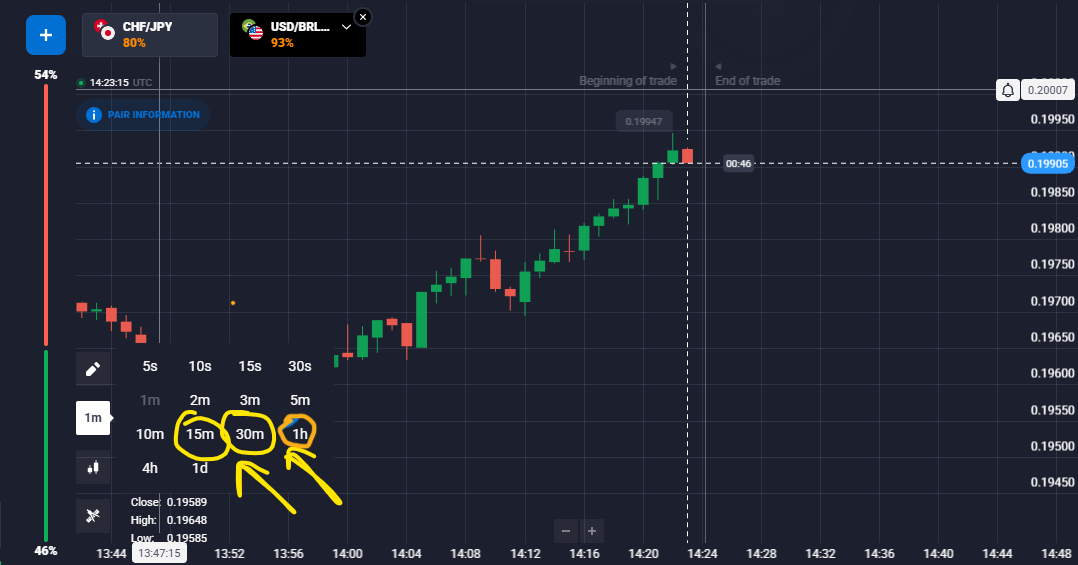 +
CHF/JPY
80%
USD/BRL...
93%
54%
14:23:15 UTC
PAIR INFORMATION
Beginning of trade
End of trade
0.20007
0.19950
0.19947
00:46
0.19905
0.19850
0.19800
0.19750
0.19700
0.19650
0.19600
0.19550
0.19500
0.19450
5s 10s 15s 30s
1m 2m 3m 5m
1m
10m 15m 30m 1h
4h 1d
Close: 0.19589
High: 0.19648
Low: 0.19585
46%
13:44 13:47:15 13:52 13:56 14:00 14:04 14:08 14:12 14:16 14:20 14:24 14:28 14:32 14:36 14:40 14:44 14:48